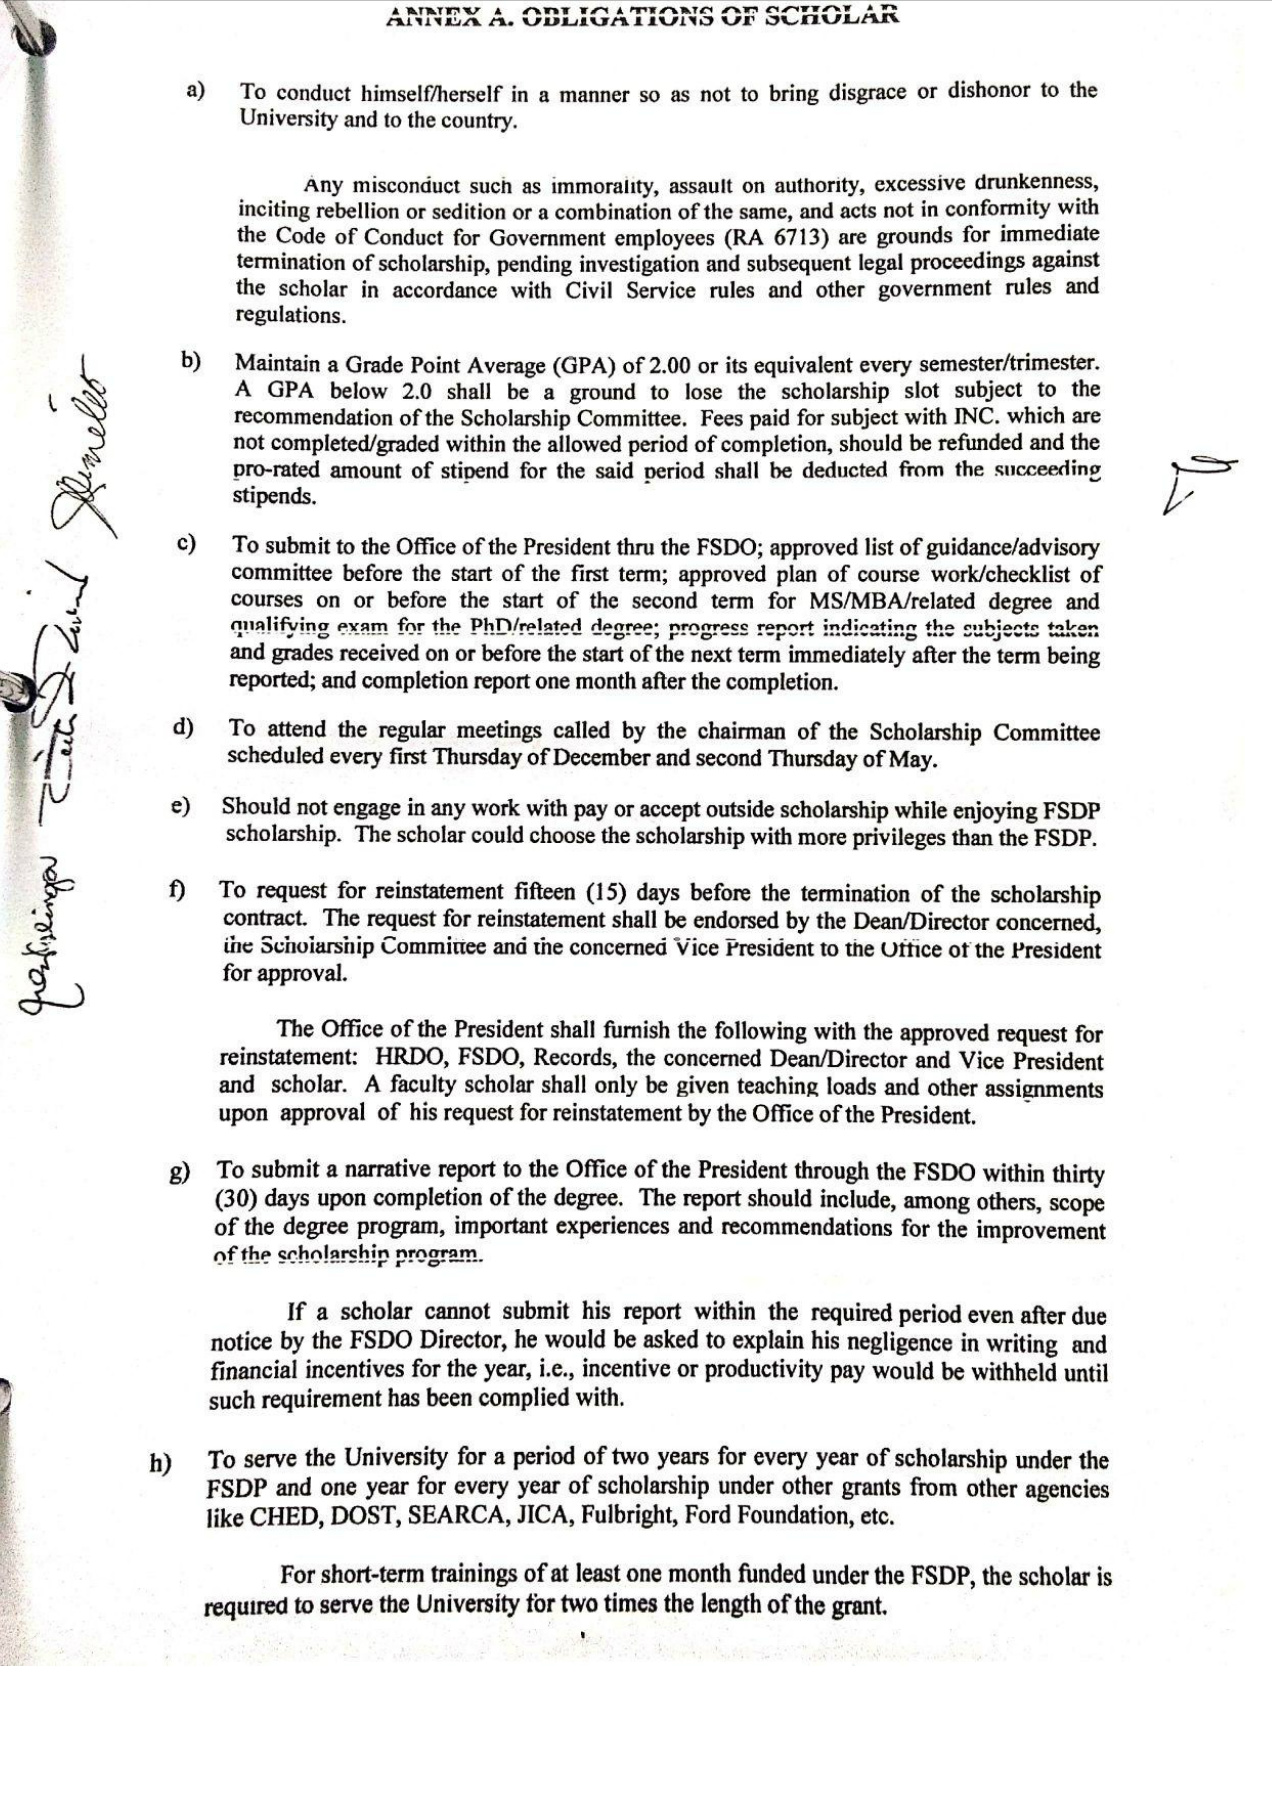 ANNEX A. OBLIGATIONS OF SCHOLAR
a) To conduct himself/herself in a manner so as not to bring disgrace or dishonor to the
University and to the country.
Any misconduct such as immorality, assault on authority, excessive drunkenness,
inciting rebellion or sedition or a combination of the same, and acts not in conformity with
the Code of Conduct for Government employees (RA 6713) are grounds for immediate
termination of scholarship, pending investigation and subsequent legal proceedings against
the scholar in accordance with Civil Service rules and other government rules and
regulations.
b) Maintain a Grade Point Average (GPA) of 2.00 or its equivalent every semester/trimester.
A GPA below 2.0 shall be a ground to lose the scholarship slot subject to the
recommendation of the Scholarship Committee. Fees paid for subject with INC. which are
not completed/graded within the allowed period of completion, should be refunded and the
pro-rated amount of stipend for the said period shall be deducted from the succeeding
stipends.
c) To submit to the Office of the President thru the FSDO; approved list of guidance/advisory
committee before the start of the first term; approved plan of course work/checklist of
courses on or before the start of the second term for MS/MBA/related degree and
qualifying exam for the PhD/related degree; progress report indicating the subjects taken
and grades received on or before the start of the next term immediately after the term being
reported; and completion report one month after the completion.
d) To attend the regular meetings called by the chairman of the Scholarship Committee
scheduled every first Thursday of December and second Thursday of May.
e) Should not engage in any work with pay or accept outside scholarship while enjoying FSDP
scholarship. The scholar could choose the scholarship with more privileges than the FSDP.
f) To request for reinstatement fifteen (15) days before the termination of the scholarship
contract. The request for reinstatement shall be endorsed by the Dean/Director concerned,
the Scholarship Committee and the concerned Vice President to the Office of the President
for approval.
The Office of the President shall furnish the following with the approved request for
reinstatement: HRDO, FSDO, Records, the concerned Dean/Director and Vice President
and scholar. A faculty scholar shall only be given teaching loads and other assignments
upon approval of his request for reinstatement by the Office of the President.
g) To submit a narrative report to the Office of the President through the FSDO within thirty
(30) days upon completion of the degree. The report should include, among others, scope
of the degree program, important experiences and recommendations for the improvement
of the scholarship program.
If a scholar cannot submit his report within the required period even after due
notice by the FSDO Director, he would be asked to explain his negligence in writing and
financial incentives for the year, i.e., incentive or productivity pay would be withheld until
such requirement has been complied with.
h) To serve the University for a period of two years for every year of scholarship under the
FSDP and one year for every year of scholarship under other grants from other agencies
like CHED, DOST, SEARCA, JICA, Fulbright, Ford Foundation, etc.
For short-term trainings of at least one month funded under the FSDP, the scholar is
required to serve the University for two times the length of the grant.